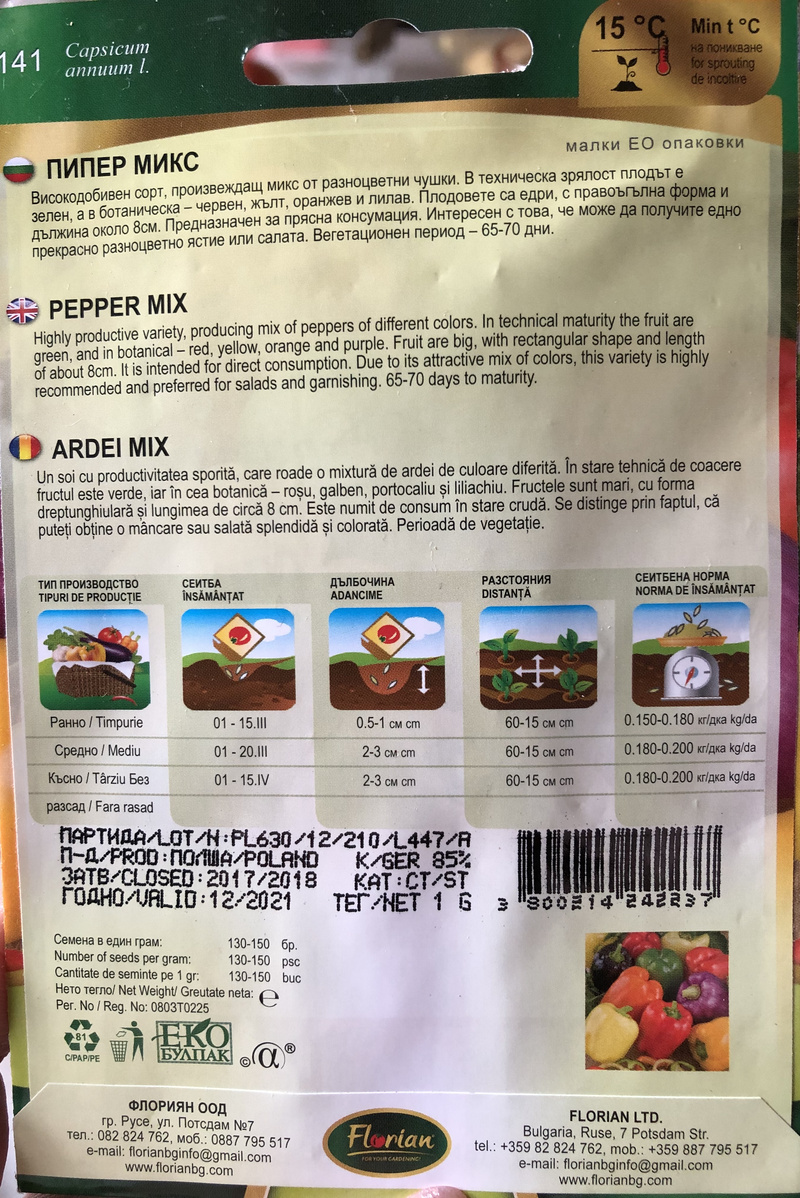 141
Capsicum
annuum l.
15 °C
Min t °C
на поникване
for sprouting
de incoltire
малки ЕО опаковки
ПИПЕР МИКС
Високодобивен сорт, произвеждащ микс от разноцветни чушки. В техническа зрялост плодът е
зелен, а в ботаническа – червен, жълт, оранжев и лилав. Плодовете са едри, с правоъгълна форма и
дължина около 8см. Предназначен за прясна консумация. Интересен с това, че може да получите едно
прекрасно разноцветно ястие или салата. Вегетационен период – 65-70 дни.
PEPPER MIX
Highly productive variety, producing mix of peppers of different colors. In technical maturity the fruit are
green, and in botanical – red, yellow, orange and purple. Fruit are big, with rectangular shape and length
of about 8cm. It is intended for direct consumption. Due to its attractive mix of colors, this variety is highly
recommended and preferred for salads and garnishing. 65-70 days to maturity.
ARDEI MIX
Un soi cu productivitatea sporită, care roade o mixtură de ardei de culoare diferită. În stare tehnică de coacere
fructul este verde, iar în cea botanică – roșu, galben, portocaliu și liliachiu. Fructele sunt mari, cu forma
dreptunghiulară și lungimea de circă 8 cm. Este numit de consum în stare crudă. Se distinge prin faptul, că
puteți obține o mâncare sau salată splendidă și colorată. Perioadă de vegetație.
ТИП ПРОИЗВОДСТВО СЕИТБА ДЪЛБОЧИНА РАЗСТОЯНИЯ СЕИТБЕНА НОРМА
TIPURI DE PRODUCȚIE ÎNSĂMÂNȚAT ADANCIME DISTANȚĂ NORMA DE ÎNSĂMÂNȚAT
Ранно / Timpurie 01 - 15.III 0.5-1 см cm 60-15 см cm 0.150-0.180 кг/дка kg/da
Средно / Mediu 01 - 20.III 2-3 см cm 60-15 см cm 0.180-0.200 кг/дка kg/da
Късно / Târziu Без 01 - 15.IV 2-3 см cm 60-15 см cm 0.180-0.200 кг/дка kg/da
разсад / Fara rasad
ПАРТИДА/LOT/N:PL630/12/210/L447/A
П-Д/PROD:ПОЛША/POLAND К/GER 85%
ЗАТВ/CLOSED:2017/2018 КАТ:СТ/ST
ГОДНО/VALID:12/2021 ТЕГ/NET 1 G
3 800214 242237
Семена в един грам: 130-150 бр.
Number of seeds per gram: 130-150 psc
Cantitate de seminte pe 1 gr: 130-150 buc
Нето тегло/ Net Weight/ Greutate neta: ℮
Рег. No / Reg. No: 0803T0225
81
C/PAP/PE
ЕКО
БУЛПАК
© α ®
ФЛОРИЯН ООД
гр. Русе, ул. Потсдам №7
тел.: 082 824 762, моб.: 0887 795 517
e-mail: florianbginfo@gmail.com
www.florianbg.com
Florian
FOR YOUR GARDENING!
FLORIAN LTD.
Bulgaria, Ruse, 7 Potsdam Str.
tel.: +359 82 824 762, mob.: +359 887 795 517
e-mail: florianbginfo@gmail.com
www.florianbg.com